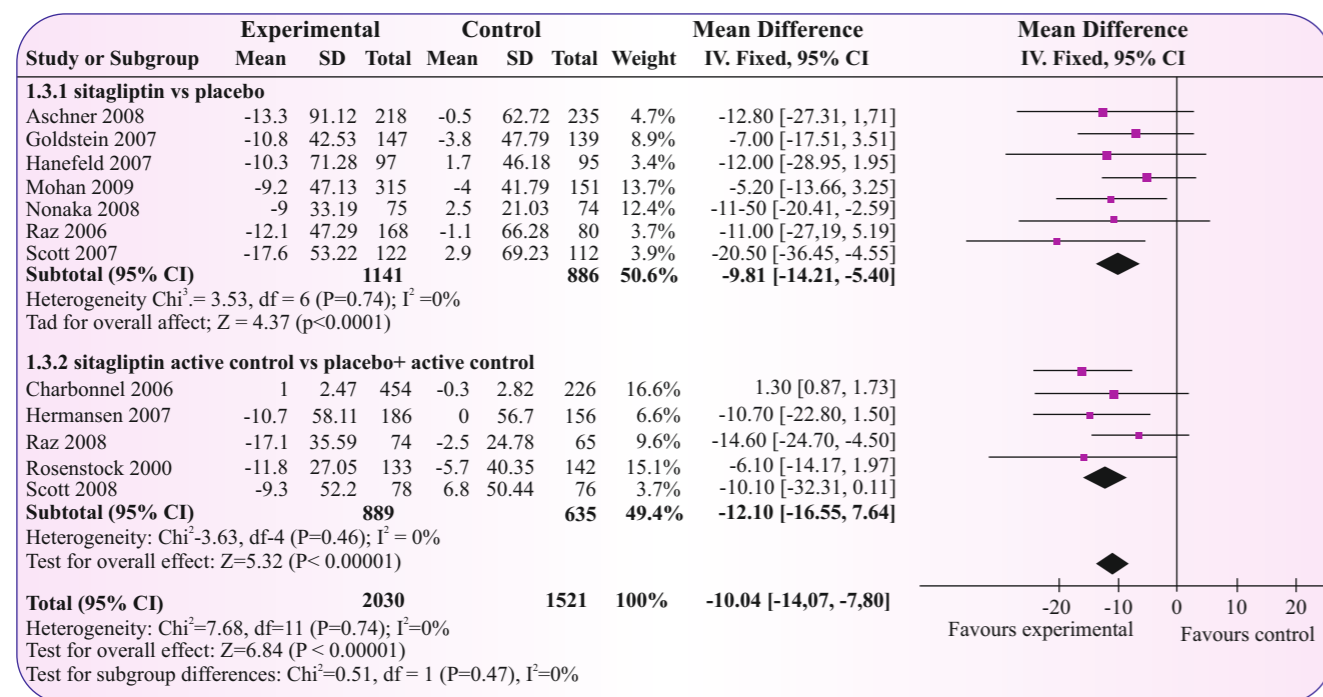 Experimental Control Mean Difference Mean Difference
Study or Subgroup Mean SD Total Mean SD Total Weight IV. Fixed, 95% CI IV. Fixed, 95% CI
1.3.1 sitagliptin vs placebo
Aschner 2008 -13.3 91.12 218 -0.5 62.72 235 4.7% -12.80 [-27.31, 1,71]
Goldstein 2007 -10.8 42.53 147 -3.8 47.79 139 8.9% -7.00 [-17.51, 3.51]
Hanefeld 2007 -10.3 71.28 97 1.7 46.18 95 3.4% -12.00 [-28.95, 1.95]
Mohan 2009 -9.2 47.13 315 -4 41.79 151 13.7% -5.20 [-13.66, 3.25]
Nonaka 2008 -9 33.19 75 2.5 21.03 74 12.4% -11-50 [-20.41, -2.59]
Raz 2006 -12.1 47.29 168 -1.1 66.28 80 3.7% -11.00 [-27,19, 5.19]
Scott 2007 -17.6 53.22 122 2.9 69.23 112 3.9% -20.50 [-36.45, -4.55]
Subtotal (95% CI) 1141 886 50.6% -9.81 [-14.21, -5.40]
Heterogeneity Chi³.= 3.53, df = 6 (P=0.74); I² =0%
Tad for overall affect; Z = 4.37 (p<0.0001)
1.3.2 sitagliptin active control vs placebo+ active control
Charbonnel 2006 1 2.47 454 -0.3 2.82 226 16.6% 1.30 [0.87, 1.73]
Hermansen 2007 -10.7 58.11 186 0 56.7 156 6.6% -10.70 [-22.80, 1.50]
Raz 2008 -17.1 35.59 74 -2.5 24.78 65 9.6% -14.60 [-24.70, -4.50]
Rosenstock 2000 -11.8 27.05 133 -5.7 40.35 142 15.1% -6.10 [-14.17, 1.97]
Scott 2008 -9.3 52.2 78 6.8 50.44 76 3.7% -10.10 [-32.31, 0.11]
Subtotal (95% CI) 889 635 49.4% -12.10 [-16.55, 7.64]
Heterogeneity: Chi²-3.63, df-4 (P=0.46); I² = 0%
Test for overall effect: Z=5.32 (P< 0.00001)
Total (95% CI) 2030 1521 100% -10.04 [-14,07, -7,80]
-20 -10 0 10 20
Favours experimental Favours control
Heterogeneity: Chi²=7.68, df=11 (P=0.74); I²=0%
Test for overall effect: Z=6.84 (P < 0.00001)
Test for subgroup differences: Chi²=0.51, df = 1 (P=0.47), I²=0%